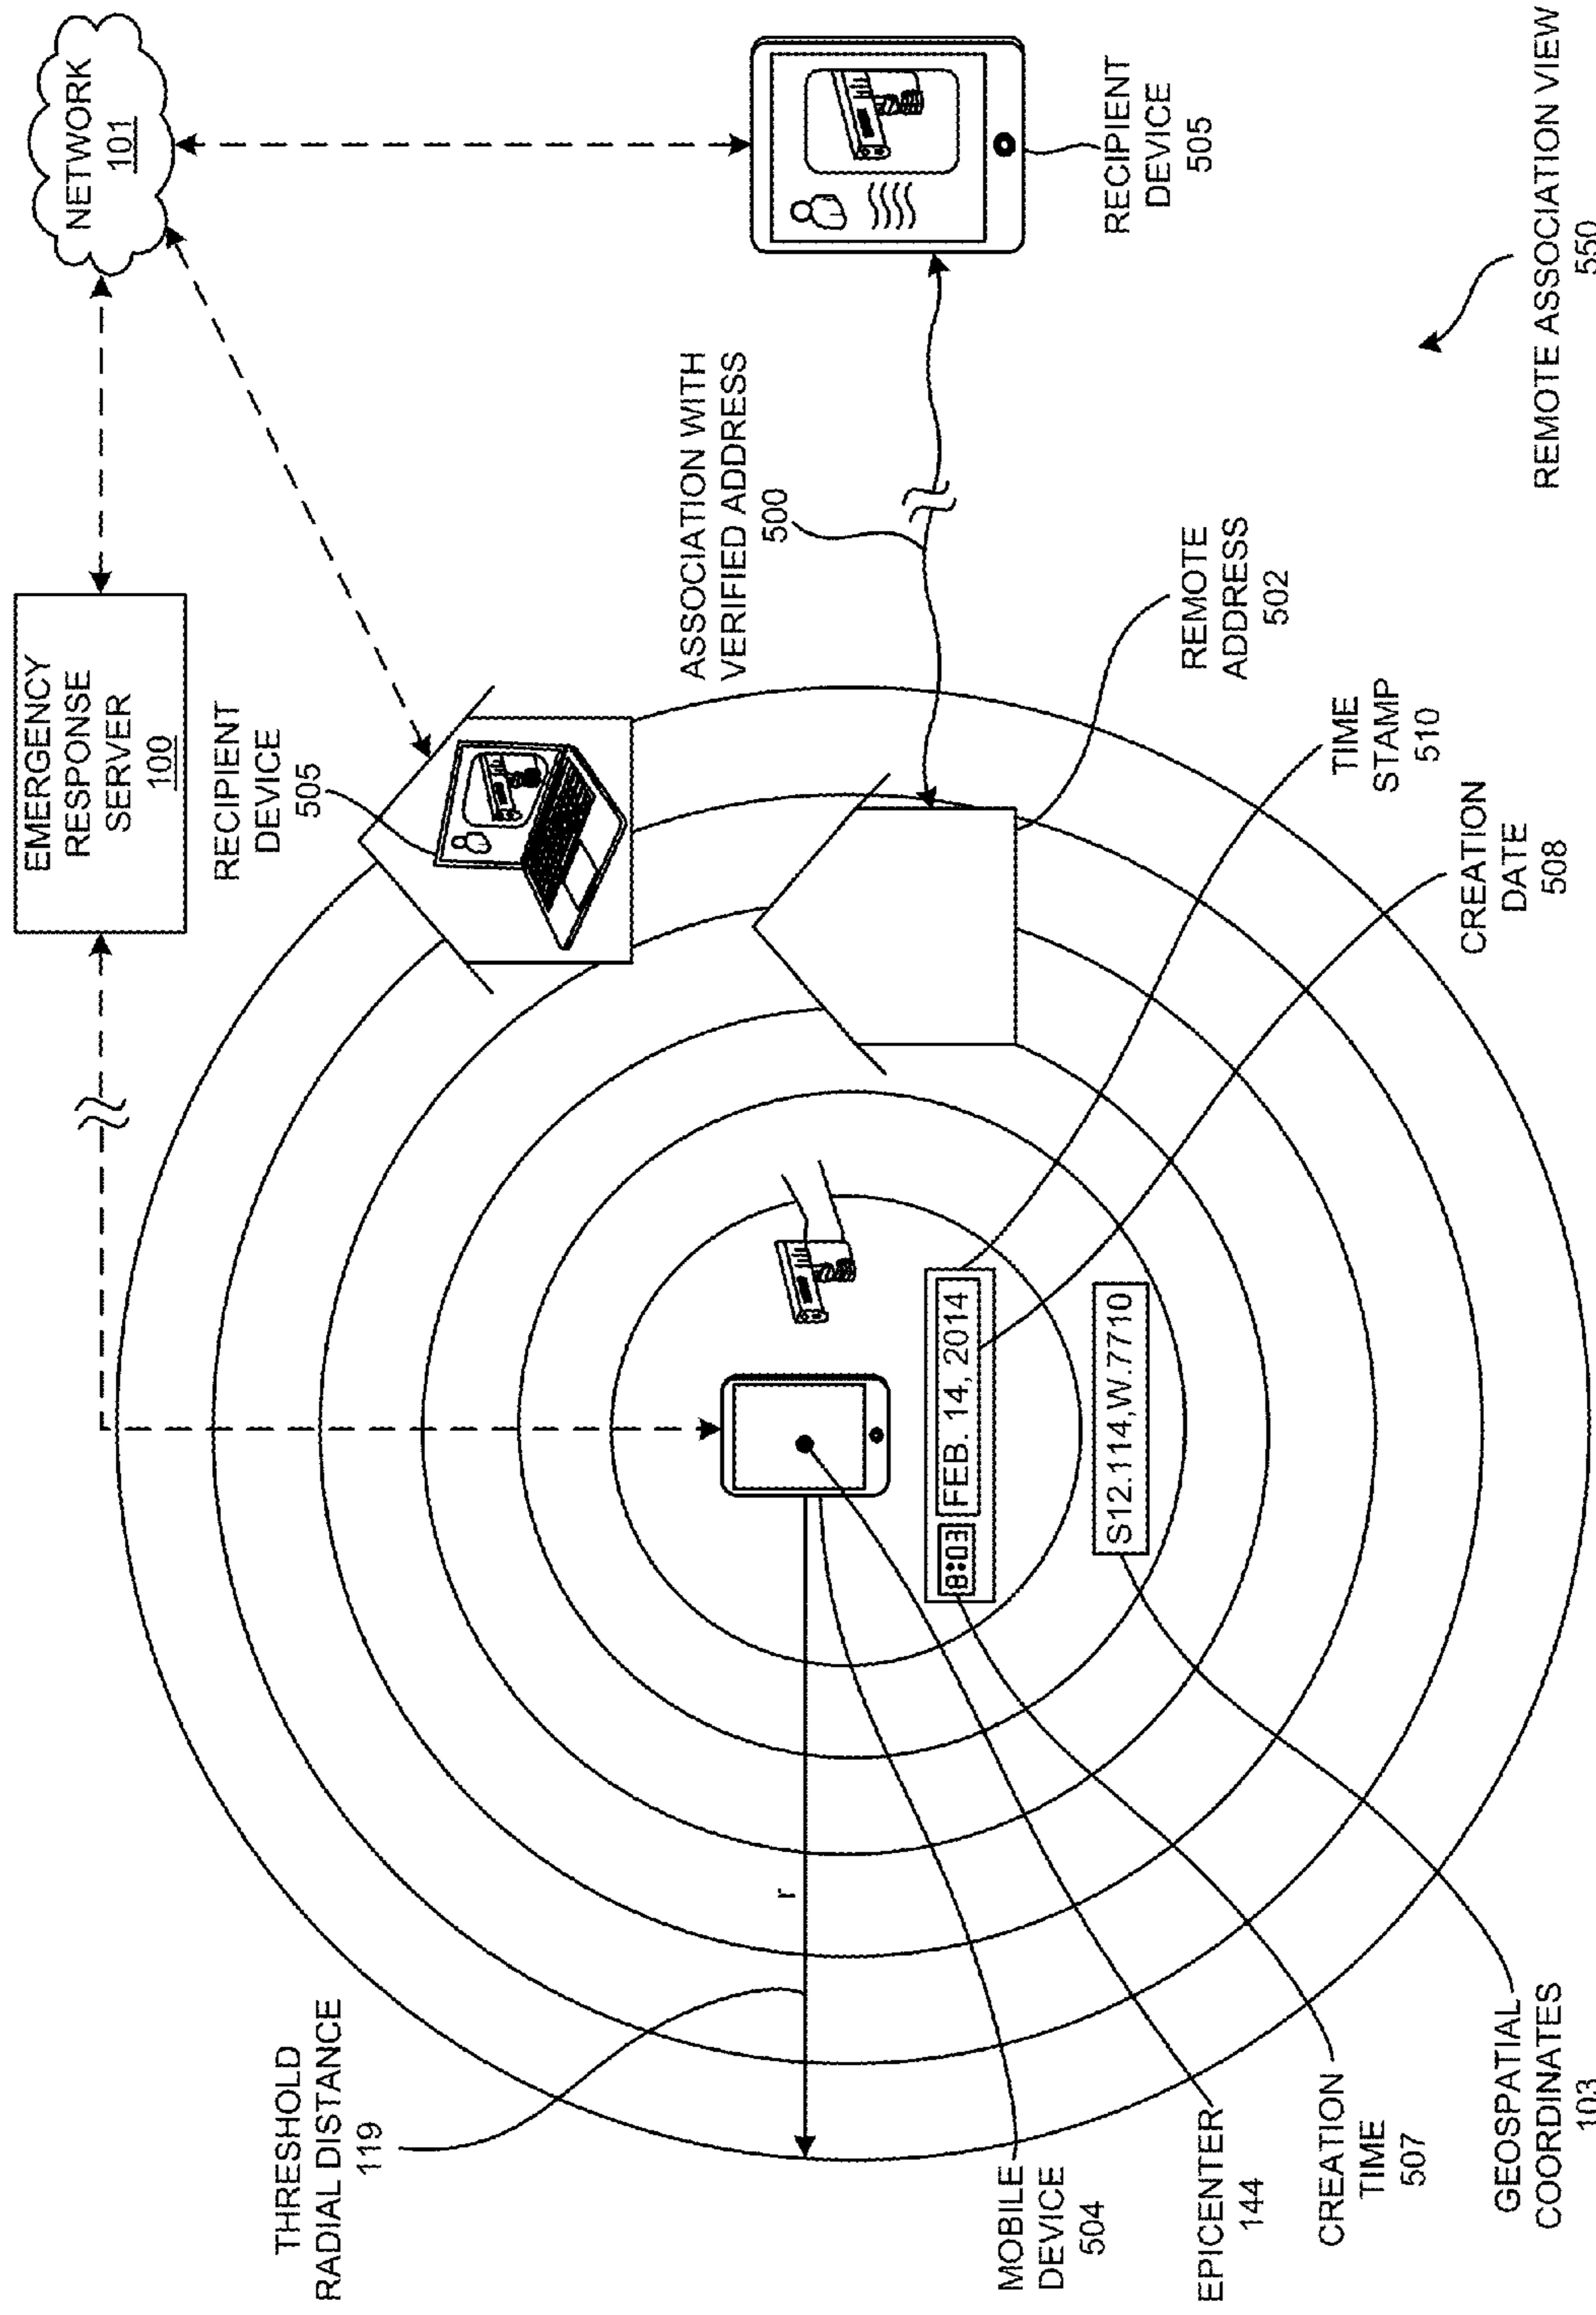 EMERGENCY
RESPONSE
SERVER
100
NETWORK
101
RECIPIENT
DEVICE
505
THRESHOLD
RADIAL DISTANCE
119
r
ASSOCIATION WITH
VERIFIED ADDRESS
500
RECIPIENT
DEVICE
505
8:03
FEB. 14, 2014
S12.114,W.7710
REMOTE
ADDRESS
502
TIME
STAMP
510
CREATION
DATE
508
MOBILE
DEVICE
504
EPICENTER
144
CREATION
TIME
507
GEOSPATIAL
COORDINATES
103
REMOTE ASSOCIATION VIEW
550